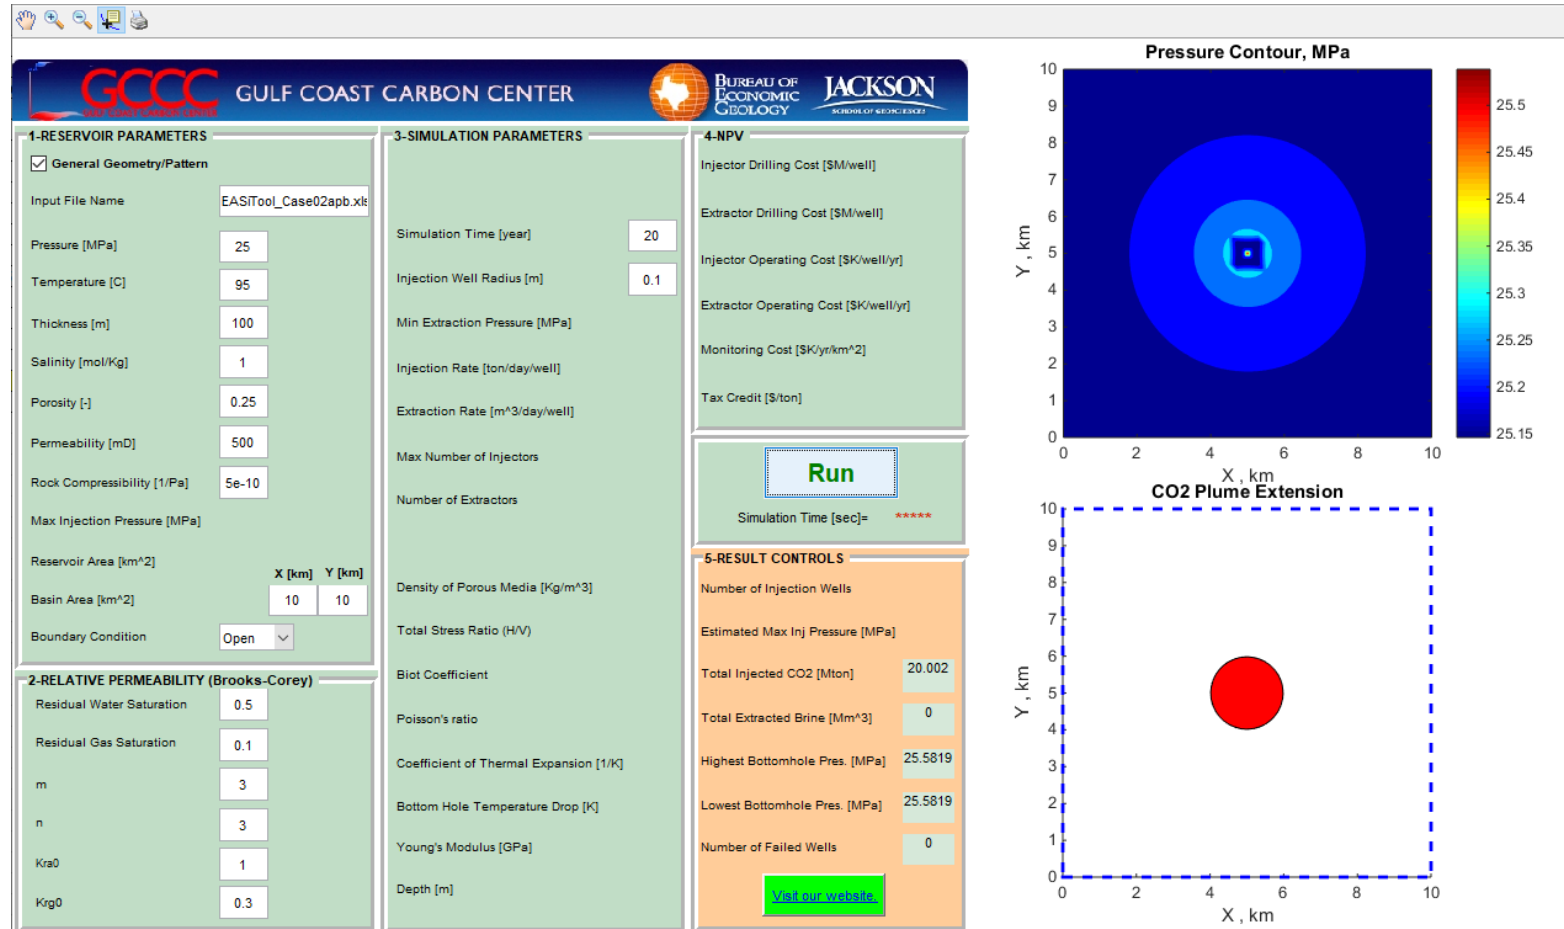 GCCC
GULF COAST CARBON CENTER
GULF COAST CARBON CENTER
BUREAU OF
ECONOMIC
GEOLOGY
JACKSON
SCHOOL OF GEOSCIENCES
1-RESERVOIR PARAMETERS
General Geometry/Pattern
Input File Name EASiTool_Case02apb.xls
Pressure [MPa] 25
Temperature [C] 95
Thickness [m] 100
Salinity [mol/Kg] 1
Porosity [-] 0.25
Permeability [mD] 500
Rock Compressibility [1/Pa] 5e-10
Max Injection Pressure [MPa]
Reservoir Area [km^2]
X [km] Y [km]
Basin Area [km^2] 10 10
Boundary Condition Open
2-RELATIVE PERMEABILITY (Brooks-Corey)
Residual Water Saturation 0.5
Residual Gas Saturation 0.1
m 3
n 3
Kra0 1
Krg0 0.3
3-SIMULATION PARAMETERS
Simulation Time [year] 20
Injection Well Radius [m] 0.1
Min Extraction Pressure [MPa]
Injection Rate [ton/day/well]
Extraction Rate [m^3/day/well]
Max Number of Injectors
Number of Extractors
Density of Porous Media [Kg/m^3]
Total Stress Ratio (H/V)
Biot Coefficient
Poisson's ratio
Coefficient of Thermal Expansion [1/K]
Bottom Hole Temperature Drop [K]
Young's Modulus [GPa]
Depth [m]
4-NPV
Injector Drilling Cost [$M/well]
Extractor Drilling Cost [$M/well]
Injector Operating Cost [$K/well/yr]
Extractor Operating Cost [$K/well/yr]
Monitoring Cost [$K/yr/km^2]
Tax Credit [$/ton]
Run
Simulation Time [sec]= *****
5-RESULT CONTROLS
Number of Injection Wells
Estimated Max Inj Pressure [MPa]
Total Injected CO2 [Mton] 20.002
Total Extracted Brine [Mm^3] 0
Highest Bottomhole Pres. [MPa] 25.5819
Lowest Bottomhole Pres. [MPa] 25.5819
Number of Failed Wells 0
Visit our website.
Pressure Contour, MPa
10
9
8
7
6
5
4
3
2
1
0
Y , km
0 2 4 6 8 10
X , km
25.5
25.45
25.4
25.35
25.3
25.25
25.2
25.15
CO2 Plume Extension
10
9
8
7
6
5
4
3
2
1
0
Y , km
0 2 4 6 8 10
X , km